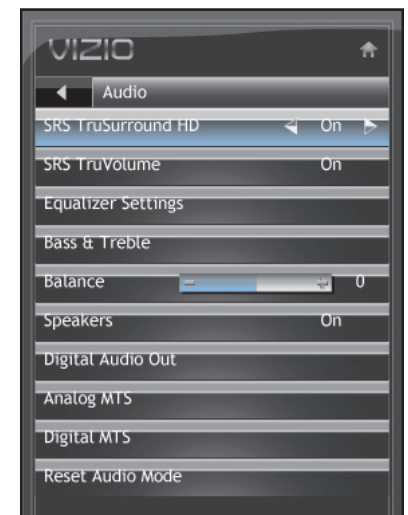 VIZIO
Audio
SRS TruSurround HD On
SRS TruVolume On
Equalizer Settings
Bass & Treble
Balance 0
Speakers On
Digital Audio Out
Analog MTS
Digital MTS
Reset Audio Mode